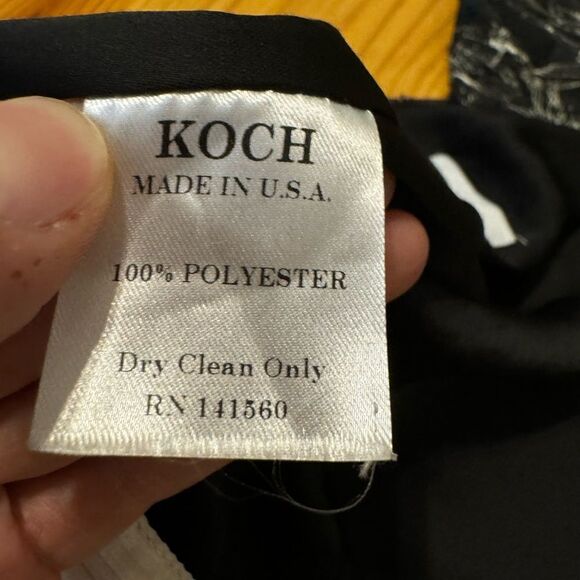 KOCH
MADE IN U.S.A.
100% POLYESTER
Dry Clean Only
RN 141560